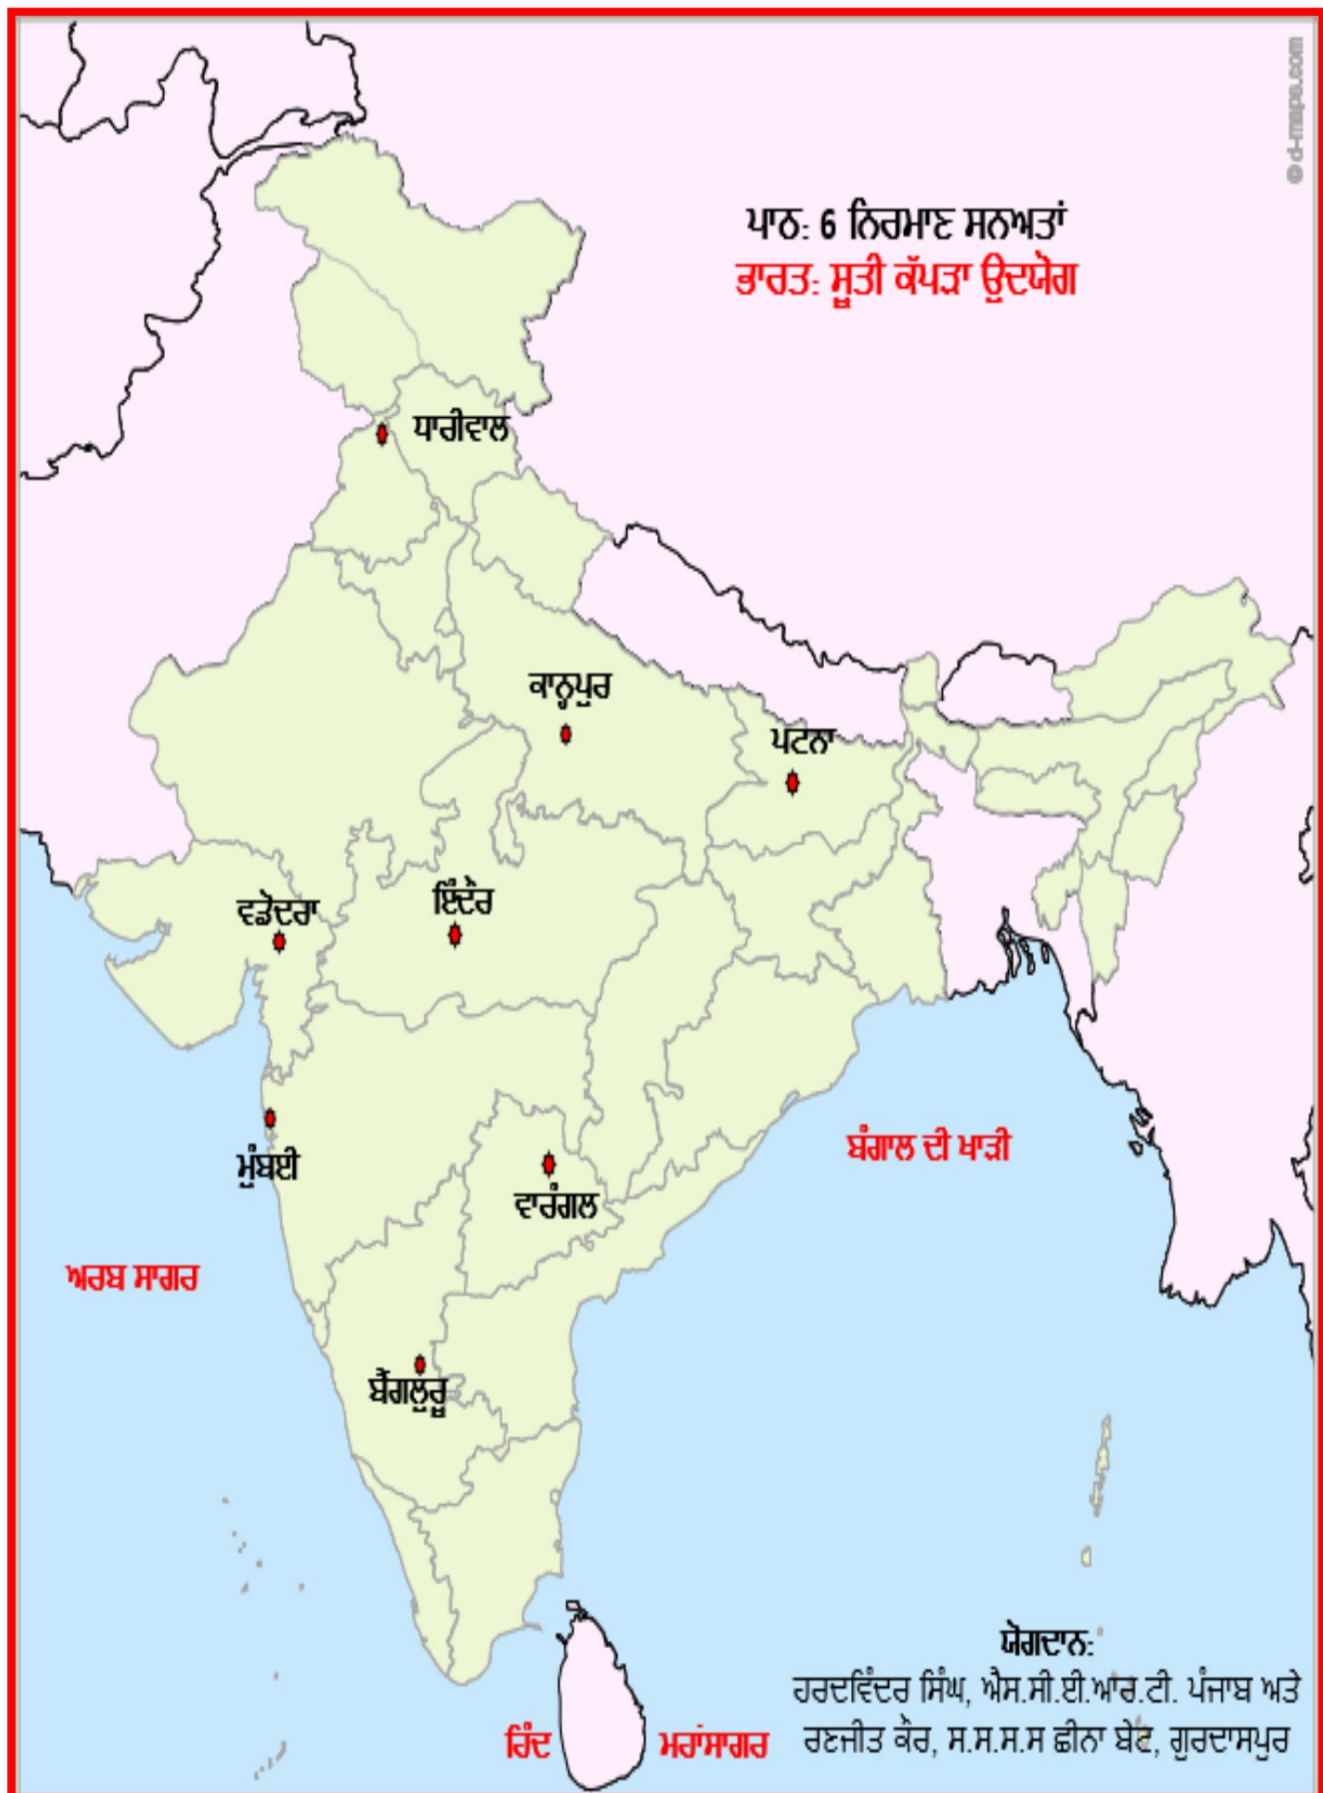 © d-maps.com
ਪਾਠ: 6 ਨਿਰਮਾਣ ਸਨਅਤਾਂ
ਭਾਰਤ: ਸੂਤੀ ਕੱਪੜਾ ਉਦਯੋਗ
ਧਾਰੀਵਾਲ
ਕਾਨ੍ਹਪੁਰ
ਪਟਨਾ
ਵਡੋਦਰਾ
ਇੰਦੌਰ
ਮੁੰਬਈ
ਵਾਰੰਗਲ
ਬੰਗਾਲ ਦੀ ਖਾੜੀ
ਅਰਬ ਸਾਗਰ
ਬੈਂਗਲੁਰੂ
ਯੋਗਦਾਨ:
ਹਰਦਵਿੰਦਰ ਸਿੰਘ, ਐਸ.ਸੀ.ਈ.ਆਰ.ਟੀ. ਪੰਜਾਬ ਅਤੇ
ਰਣਜੀਤ ਕੌਰ, ਸ.ਸ.ਸ.ਸ ਛੀਨਾ ਬੇਟ, ਗੁਰਦਾਸਪੁਰ
ਹਿੰਦ ਮਹਾਂਸਾਗਰ